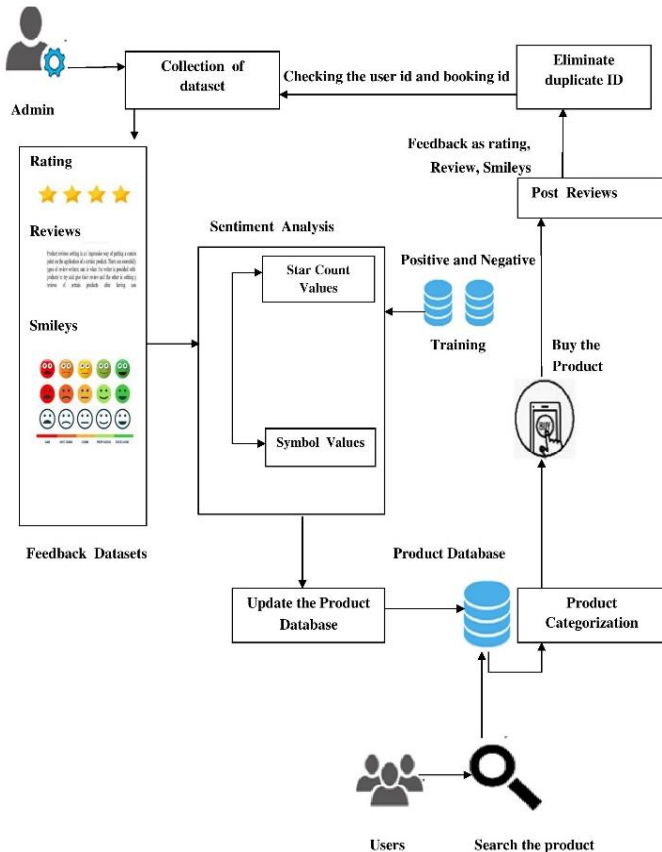 Collection of
dataset
Checking the user id and booking id
Eliminate
duplicate ID
Admin
Feedback as rating,
Review, Smileys
Post Reviews
Rating
Reviews
Smileys
Feedback Datasets
Sentiment Analysis
Star Count
Values
Symbol Values
Positive and Negative
Training
Buy the
Product
BUY
Update the Product
Database
Product Database
Product
Categorization
Users
Search the product